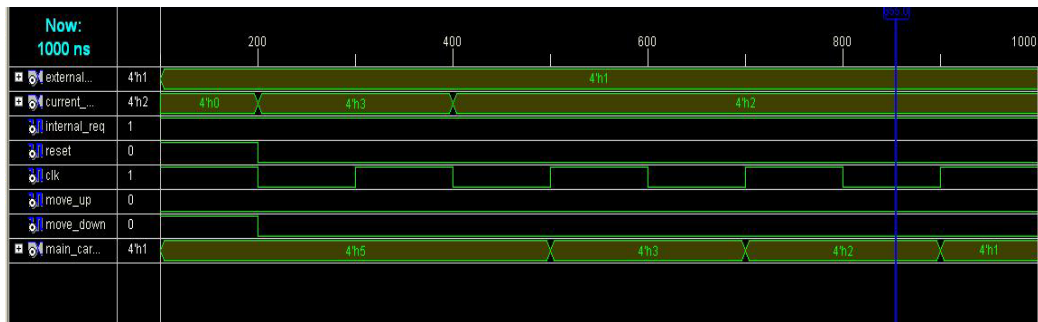 Now:
1000 ns
200 400 600 800 1000
external... 4'h1 4'h1
current_... 4'h2 4'h0 4'h3 4'h2
internal_req 1
reset 0
clk 1
move_up 0
move_down 0
main_car... 4'h1 4'h5 4'h3 4'h2 4'h1